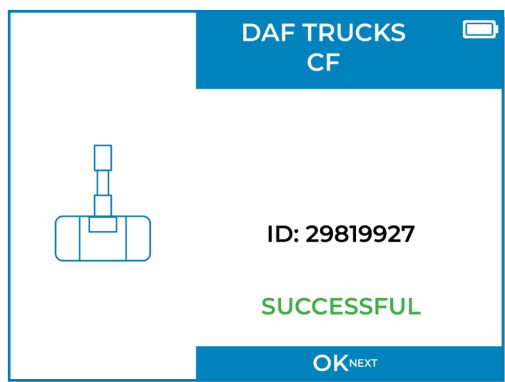 DAF TRUCKS
CF
ID: 29819927
SUCCESSFUL
OK NEXT